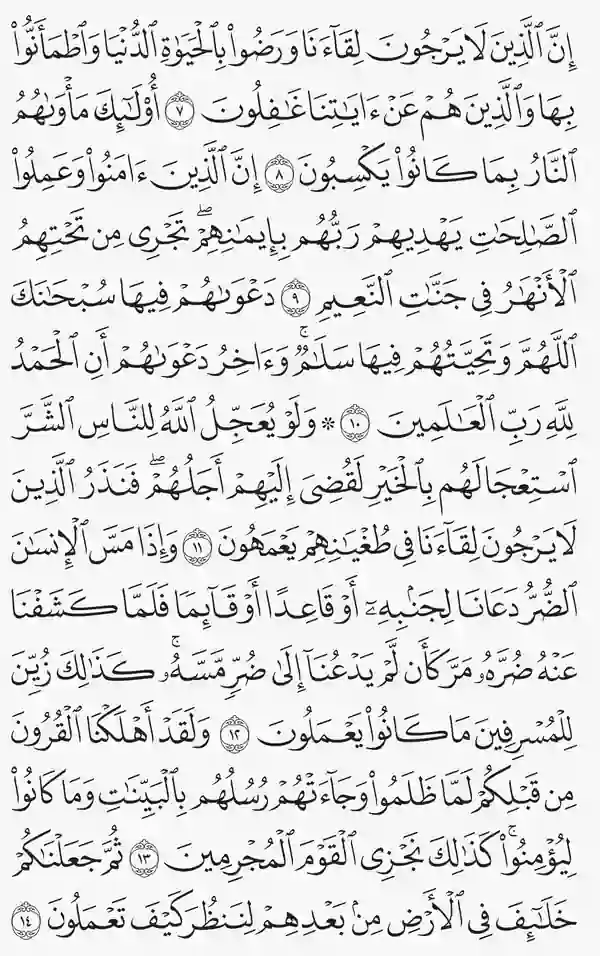 إِنَّ ٱلَّذِينَ لَا يَرْجُونَ لِقَآءَنَا وَرَضُوا۟ بِٱلْحَيَوٰةِ ٱلدُّنْيَا وَٱطْمَأَنُّوا۟
بِهَا وَٱلَّذِينَ هُمْ عَنْ ءَايَٰتِنَا غَٰفِلُونَ ٧ أُو۟لَٰٓئِكَ مَأْوَىٰهُمُ
ٱلنَّارُ بِمَا كَانُوا۟ يَكْسِبُونَ ٨ إِنَّ ٱلَّذِينَ ءَامَنُوا۟ وَعَمِلُوا۟
ٱلصَّٰلِحَٰتِ يَهْدِيهِمْ رَبُّهُم بِإِيمَٰنِهِمْ ۖ تَجْرِى مِن تَحْتِهِمُ
ٱلْأَنْهَٰرُ فِى جَنَّٰتِ ٱلنَّعِيمِ ٩ دَعْوَىٰهُمْ فِيهَا سُبْحَٰنَكَ
ٱللَّهُمَّ وَتَحِيَّتُهُمْ فِيهَا سَلَٰمٌ ۚ وَءَاخِرُ دَعْوَىٰهُمْ أَنِ ٱلْحَمْدُ
لِلَّهِ رَبِّ ٱلْعَٰلَمِينَ ١٠ * وَلَوْ يُعَجِّلُ ٱللَّهُ لِلنَّاسِ ٱلشَّرَّ
ٱسْتِعْجَالَهُم بِٱلْخَيْرِ لَقُضِىَ إِلَيْهِمْ أَجَلُهُمْ ۖ فَنَذَرُ ٱلَّذِينَ
لَا يَرْجُونَ لِقَآءَنَا فِى طُغْيَٰنِهِمْ يَعْمَهُونَ ١١ وَإِذَا مَسَّ ٱلْإِنسَٰنَ
ٱلضُّرُّ دَعَانَا لِجَنۢبِهِۦٓ أَوْ قَاعِدًا أَوْ قَآئِمًا فَلَمَّا كَشَفْنَا
عَنْهُ ضُرَّهُۥ مَرَّ كَأَن لَّمْ يَدْعُنَآ إِلَىٰ ضُرٍّ مَّسَّهُۥ ۚ كَذَٰلِكَ زُيِّنَ
لِلْمُسْرِفِينَ مَا كَانُوا۟ يَعْمَلُونَ ١٢ وَلَقَدْ أَهْلَكْنَا ٱلْقُرُونَ
مِن قَبْلِكُمْ لَمَّا ظَلَمُوا۟ وَجَآءَتْهُمْ رُسُلُهُم بِٱلْبَيِّنَٰتِ وَمَا كَانُوا۟
لِيُؤْمِنُوا۟ ۚ كَذَٰلِكَ نَجْزِى ٱلْقَوْمَ ٱلْمُجْرِمِينَ ١٣ ثُمَّ جَعَلْنَٰكُمْ
خَلَٰٓئِفَ فِى ٱلْأَرْضِ مِنۢ بَعْدِهِمْ لِنَنظُرَ كَيْفَ تَعْمَلُونَ ١٤